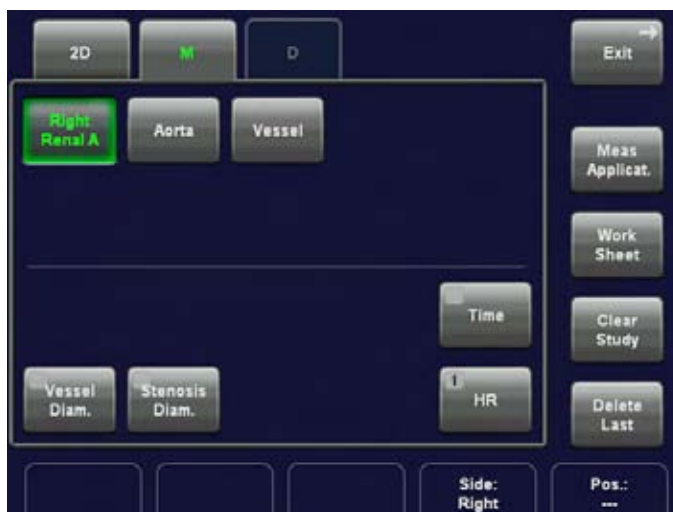 2D
M
D
Exit
Right
Renal A
Aorta
Vessel
Meas
Applicat.
Work
Sheet
Time
Clear
Study
Vessel
Diam.
Stenosis
Diam.
1
HR
Delete
Last
Side:
Right
Pos.:
---